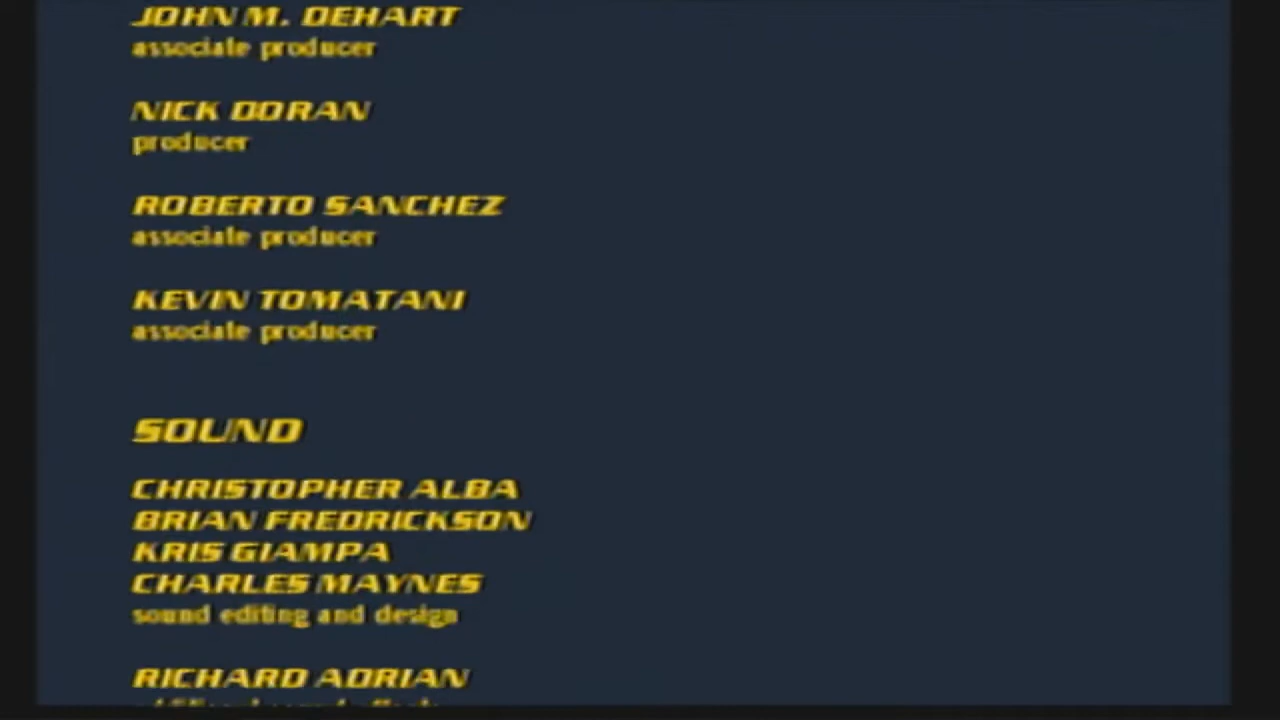 JOHN M. DEHART
associate producer
NICK DORAN
producer
ROBERTO SANCHEZ
associate producer
KEVIN TOMATANI
associate producer
SOUND
CHRISTOPHER ALBA
BRIAN FREDRICKSON
KRIS GIAMPA
CHARLES MAYNES
sound editing and design
RICHARD ADRIAN